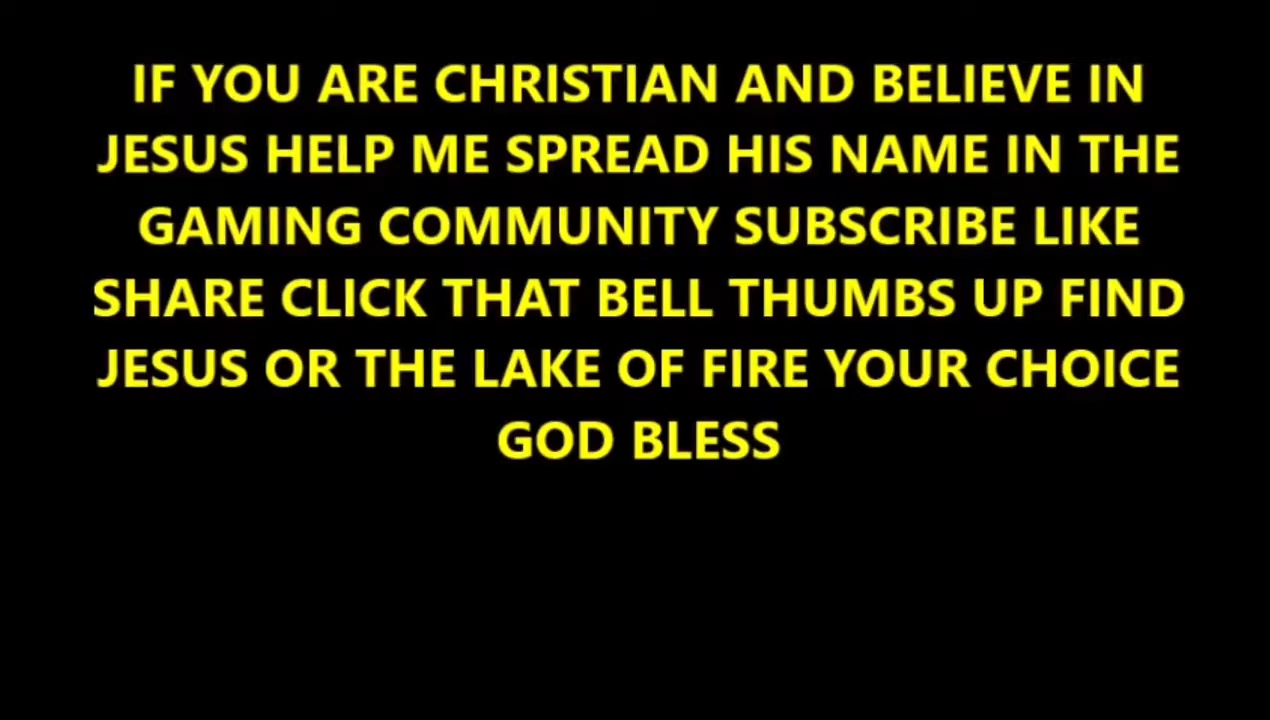 IF YOU ARE CHRISTIAN AND BELIEVE IN
JESUS HELP ME SPREAD HIS NAME IN THE
GAMING COMMUNITY SUBSCRIBE LIKE
SHARE CLICK THAT BELL THUMBS UP FIND
JESUS OR THE LAKE OF FIRE YOUR CHOICE
GOD BLESS